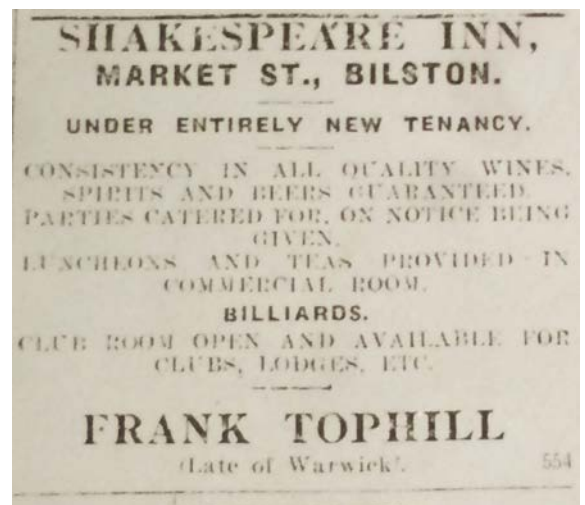 SHAKESPEARE INN,
MARKET ST., BILSTON.
UNDER ENTIRELY NEW TENANCY.
CONSISTENCY IN ALL QUALITY WINES,
SPIRITS AND BEERS GUARANTEED.
PARTIES CATERED FOR, ON NOTICE BEING
GIVEN.
LUNCHEONS AND TEAS PROVIDED IN
COMMERCIAL ROOM.
BILLIARDS.
CLUB ROOM OPEN AND AVAILABLE FOR
CLUBS, LODGES, ETC.
FRANK TOPHILL
(Late of Warwick).
554